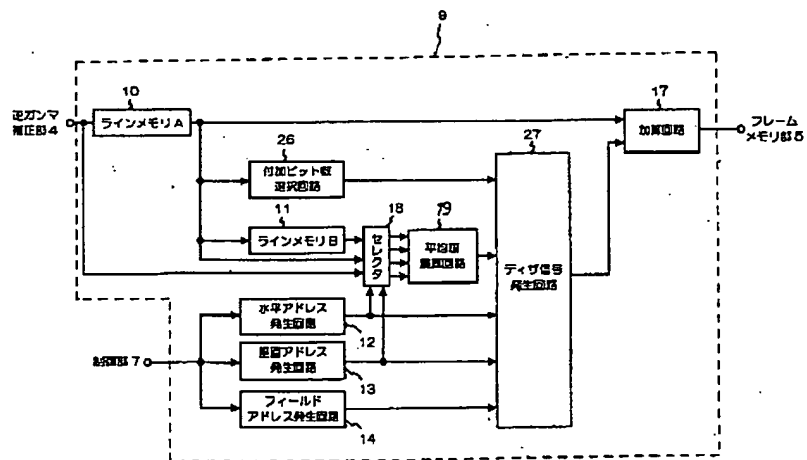 9
10
17
逆ガンマ
補正部4
ラインメモリA
加算回路
フレーム
メモリ部5
26
27
付加ビット数
選択回路
11
18
19
ラインメモリB
セレクタ
平均値
回路
ディザ信号
発生回路
水平アドレス
発生回路
12
制御部7
垂直アドレス
発生回路
13
フィールド
アドレス発生回路
14